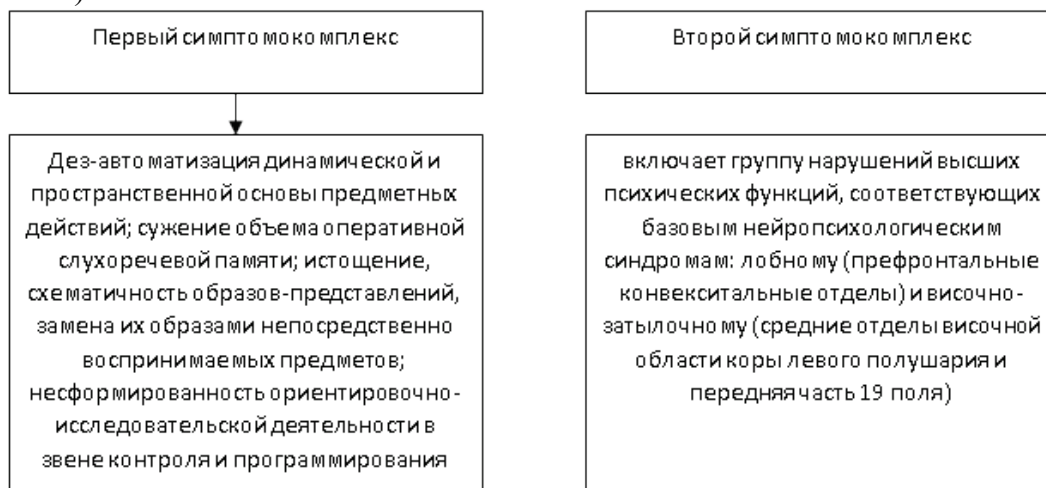 Первый симптомокомплекс
Дез-автоматизация динамической и
пространственной основы предметных
действий; сужение объема оперативной
слухоречевой памяти; истощение,
схематичность образов-представлений,
замена их образами непосредственно
воспринимаемых предметов;
несформированность ориентировочно-
исследовательской деятельности в
звене контроля и программирования
Второй симптомокомплекс
включает группу нарушений высших
психических функций, соответствующих
базовым нейропсихологическим
синдромам: лобному (префронтальные
конвекситальные отделы) и височно-
затылочному (средние отделы височной
области коры левого полушария и
передняя часть 19 поля)